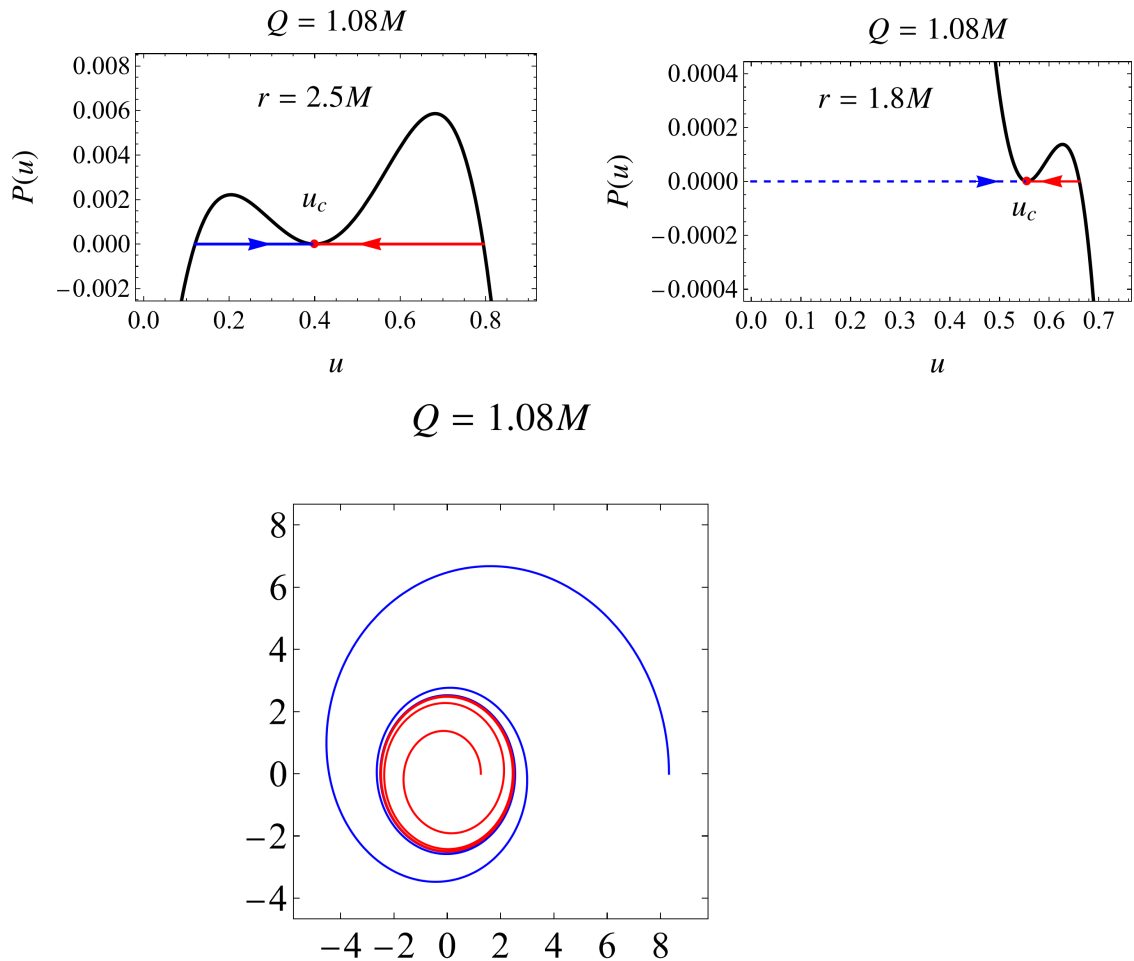 Q = 1.08M
r = 2.5M
P(u)
0.008
0.006
0.004
0.002
0.000
−0.002
u_c
0.0 0.2 0.4 0.6 0.8
u
Q = 1.08M
r = 1.8M
P(u)
0.0004
0.0002
0.0000
−0.0002
−0.0004
u_c
0.0 0.1 0.2 0.3 0.4 0.5 0.6 0.7
u
Q = 1.08M
8
6
4
2
0
−2
−4
−4 −2 0 2 4 6 8